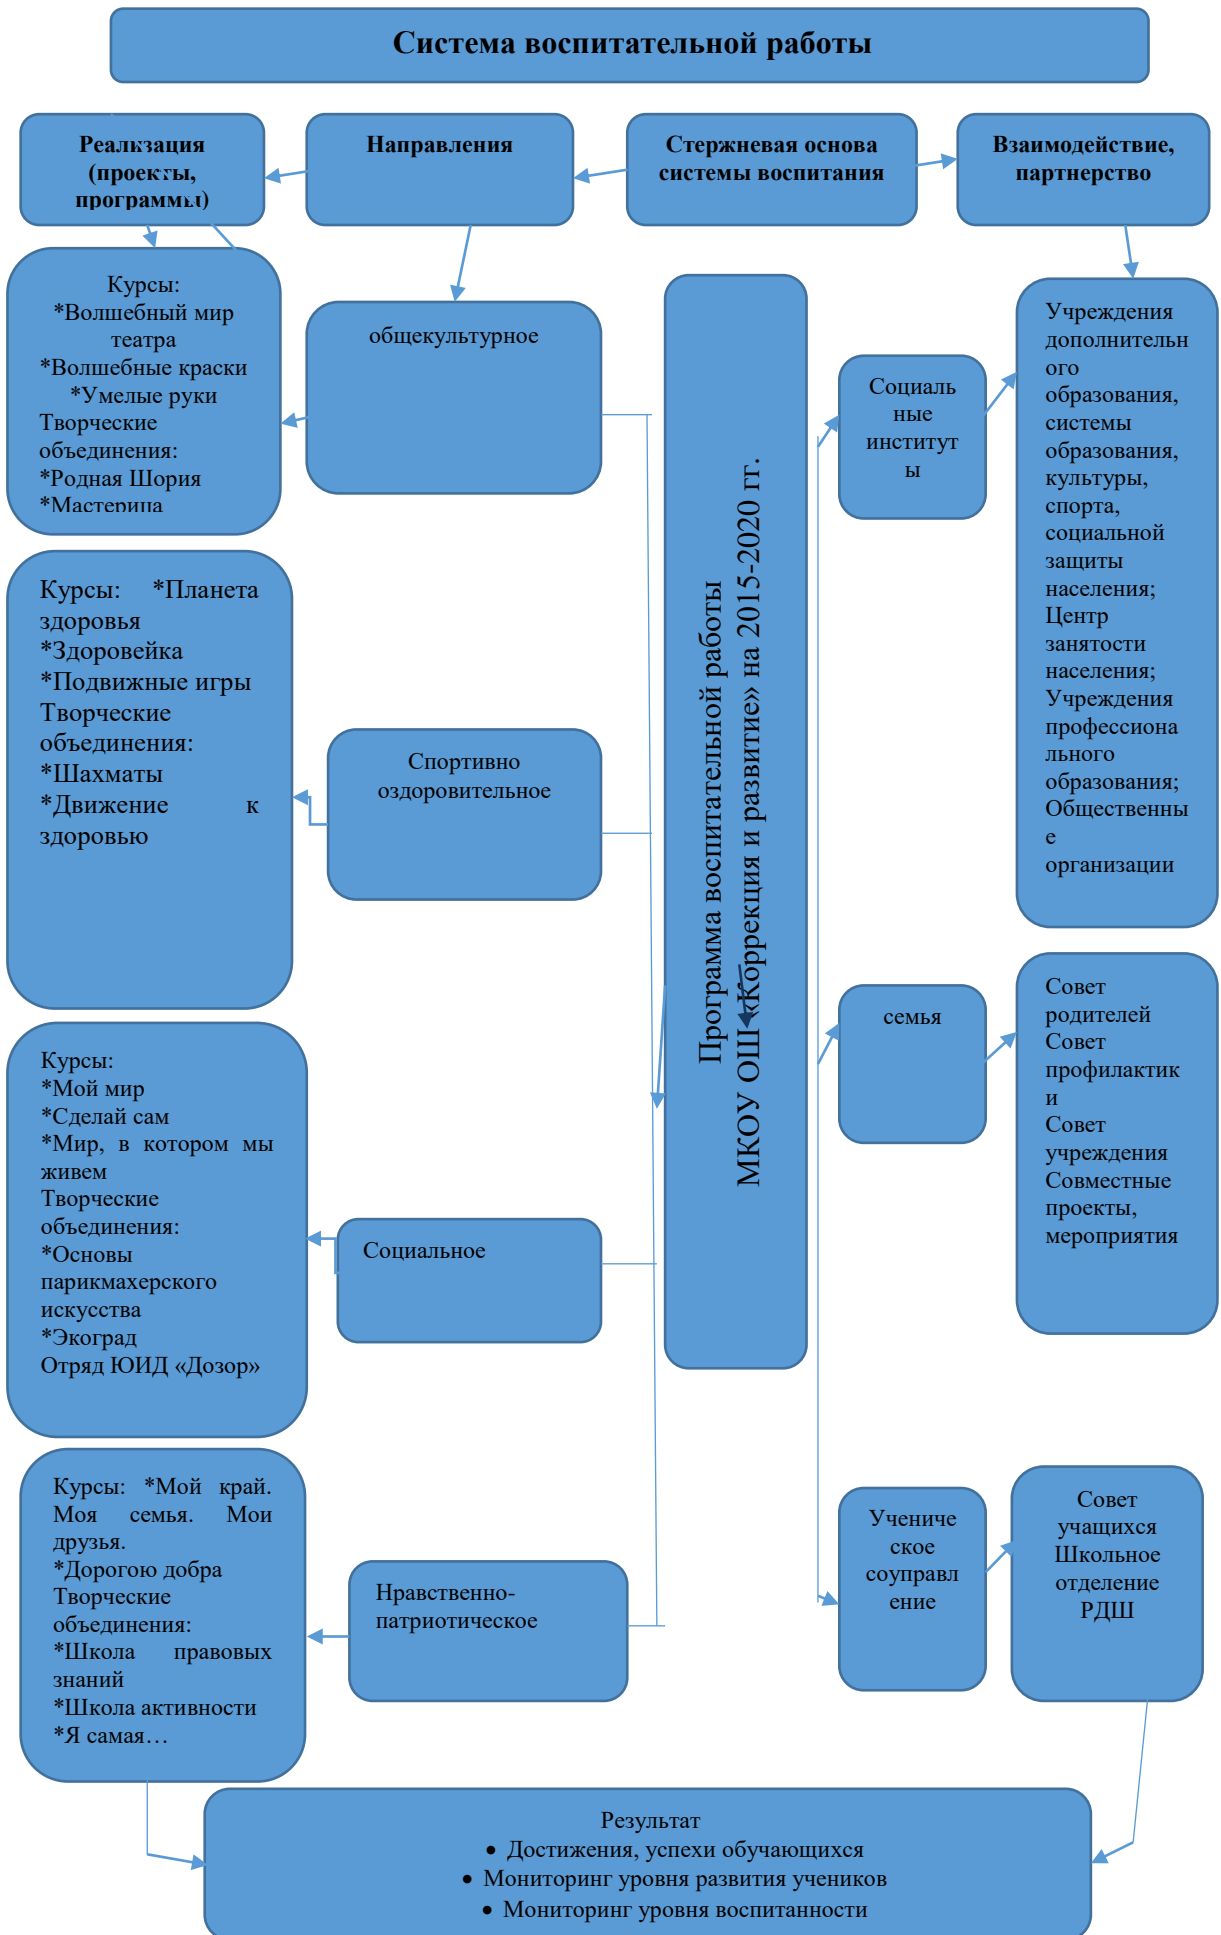 Система воспитательной работы
Реализация
(проекты,
программы)
Направления
Стержневая основа
системы воспитания
Взаимодействие,
партнерство
Курсы:
*Волшебный мир
театра
*Волшебные краски
*Умелые руки
Творческие
объединения:
*Родная Шория
*Мастерица
общекультурное
Курсы: *Планета
здоровья
*Здоровейка
*Подвижные игры
Творческие
объединения:
*Шахматы
*Движение к
здоровью
Спортивно
оздоровительное
Курсы:
*Мой мир
*Сделай сам
*Мир, в котором мы
живем
Творческие
объединения:
*Основы
парикмахерского
искусства
*Экоград
Отряд ЮИД «Дозор»
Социальное
Курсы: *Мой край.
Моя семья. Мои
друзья.
*Дорогою добра
Творческие
объединения:
*Школа правовых
знаний
*Школа активности
*Я самая…
Нравственно-
патриотическое
Программа воспитательной работы
МКОУ ОШ «Коррекция и развитие» на 2015-2020 гг.
Социаль
ные
институт
ы
Учреждения
дополнительн
ого
образования,
системы
образования,
культуры,
спорта,
социальной
защиты
населения;
Центр
занятости
населения;
Учреждения
профессиона
льного
образования;
Общественны
е
организации
семья
Совет
родителей
Совет
профилактик
и
Совет
учреждения
Совместные
проекты,
мероприятия
Учениче
ское
соуправл
ение
Совет
учащихся
Школьное
отделение
РДШ
Результат
• Достижения, успехи обучающихся
• Мониторинг уровня развития учеников
• Мониторинг уровня воспитанности